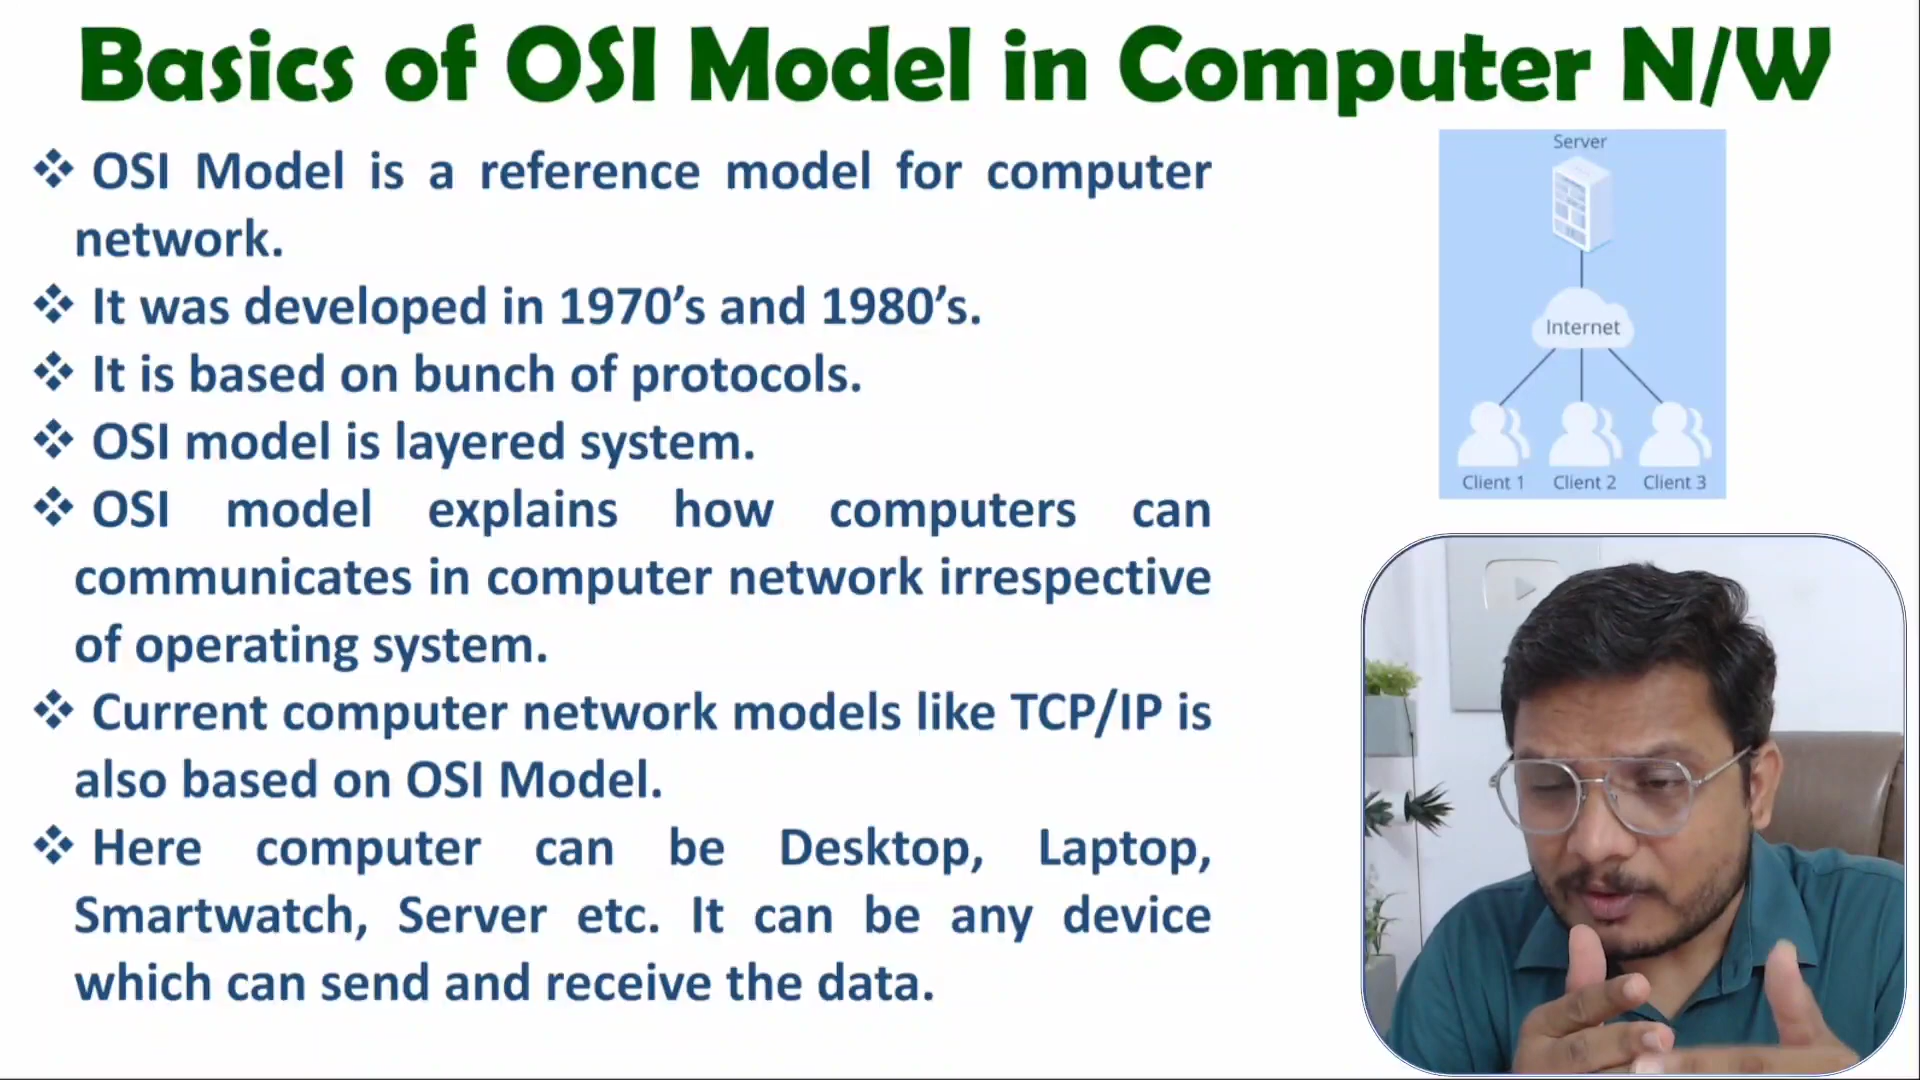 Basics of OSI Model in Computer N/W
OSI Model is a reference model for computer
network.
It was developed in 1970’s and 1980’s.
It is based on bunch of protocols.
OSI model is layered system.
OSI model explains how computers can
communicates in computer network irrespective
of operating system.
Current computer network models like TCP/IP is
also based on OSI Model.
Here computer can be Desktop, Laptop,
Smartwatch, Server etc. It can be any device
which can send and receive the data.
Server
Internet
Client 1 Client 2 Client 3